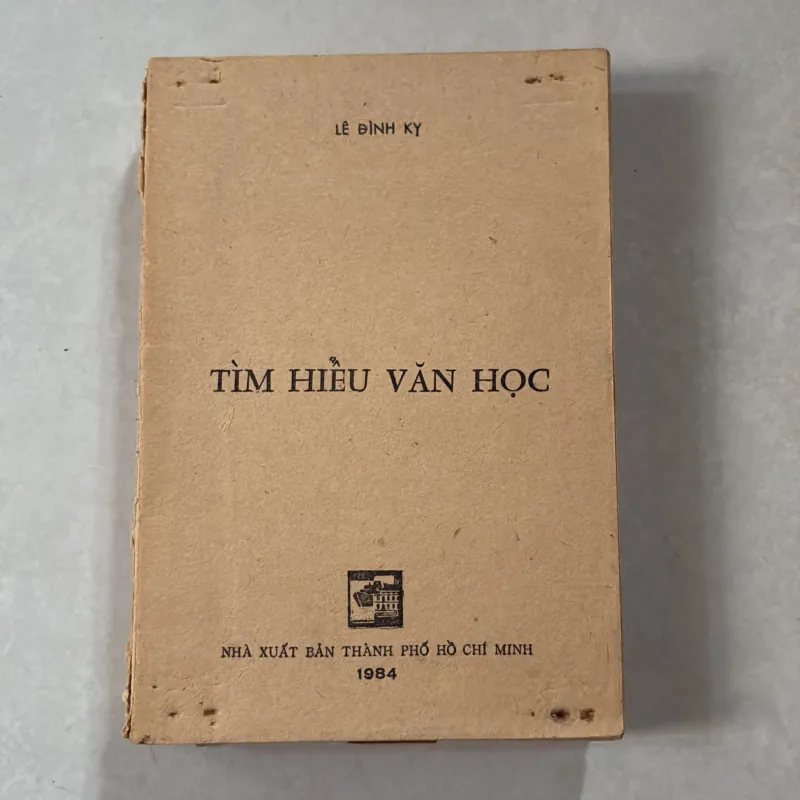 LÊ ĐÌNH KỴ
TÌM HIỂU VĂN HỌC
NHÀ XUẤT BẢN THÀNH PHỐ HỒ CHÍ MINH
1984